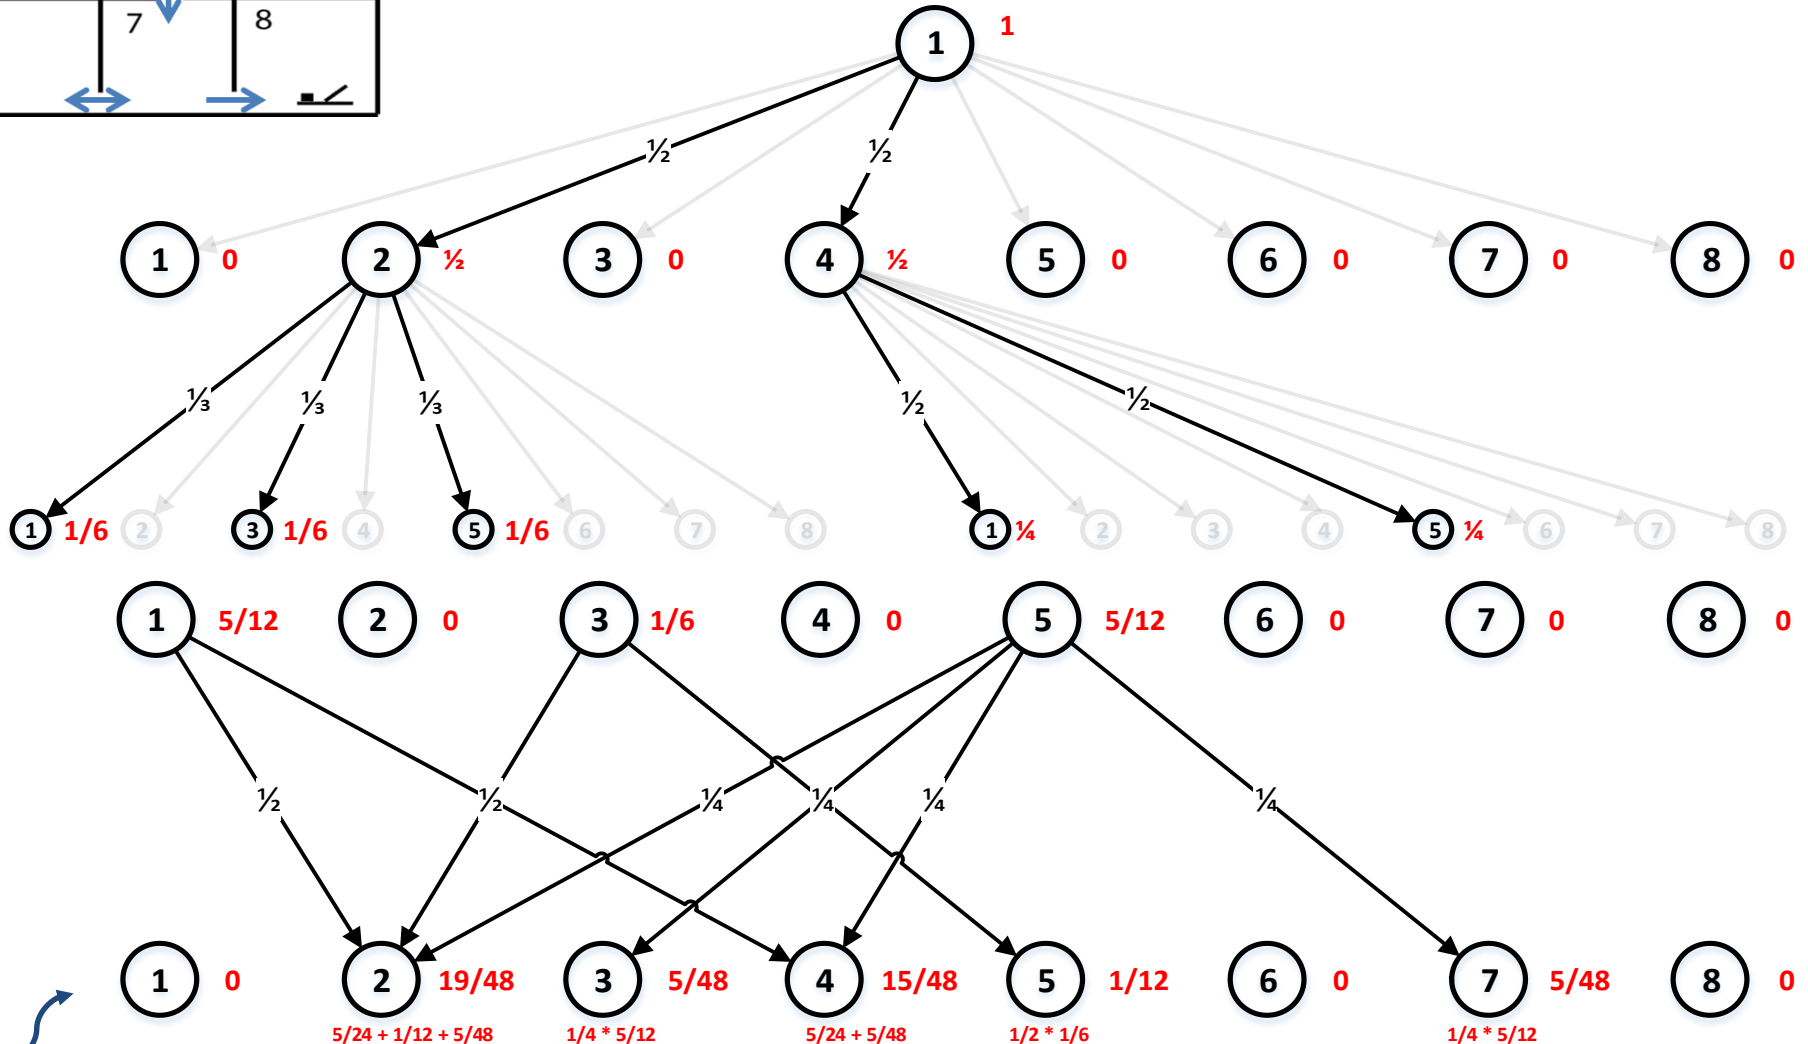 7 8
1 1
½ ½
1 0 2 ½ 3 0 4 ½ 5 0 6 0 7 0 8 0
⅓ ⅓ ⅓ ½ ½
1 1/6 2 3 1/6 4 5 1/6 6 7 8 1 ¼ 2 3 4 5 ¼ 6 7 8
1 5/12 2 0 3 1/6 4 0 5 5/12 6 0 7 0 8 0
½ ½ ¼ ¼ ¼ ¼
1 0 2 19/48 3 5/48 4 15/48 5 1/12 6 0 7 5/48 8 0
5/24 + 1/12 + 5/48 1/4 * 5/12 5/24 + 5/48 1/2 * 1/6 1/4 * 5/12